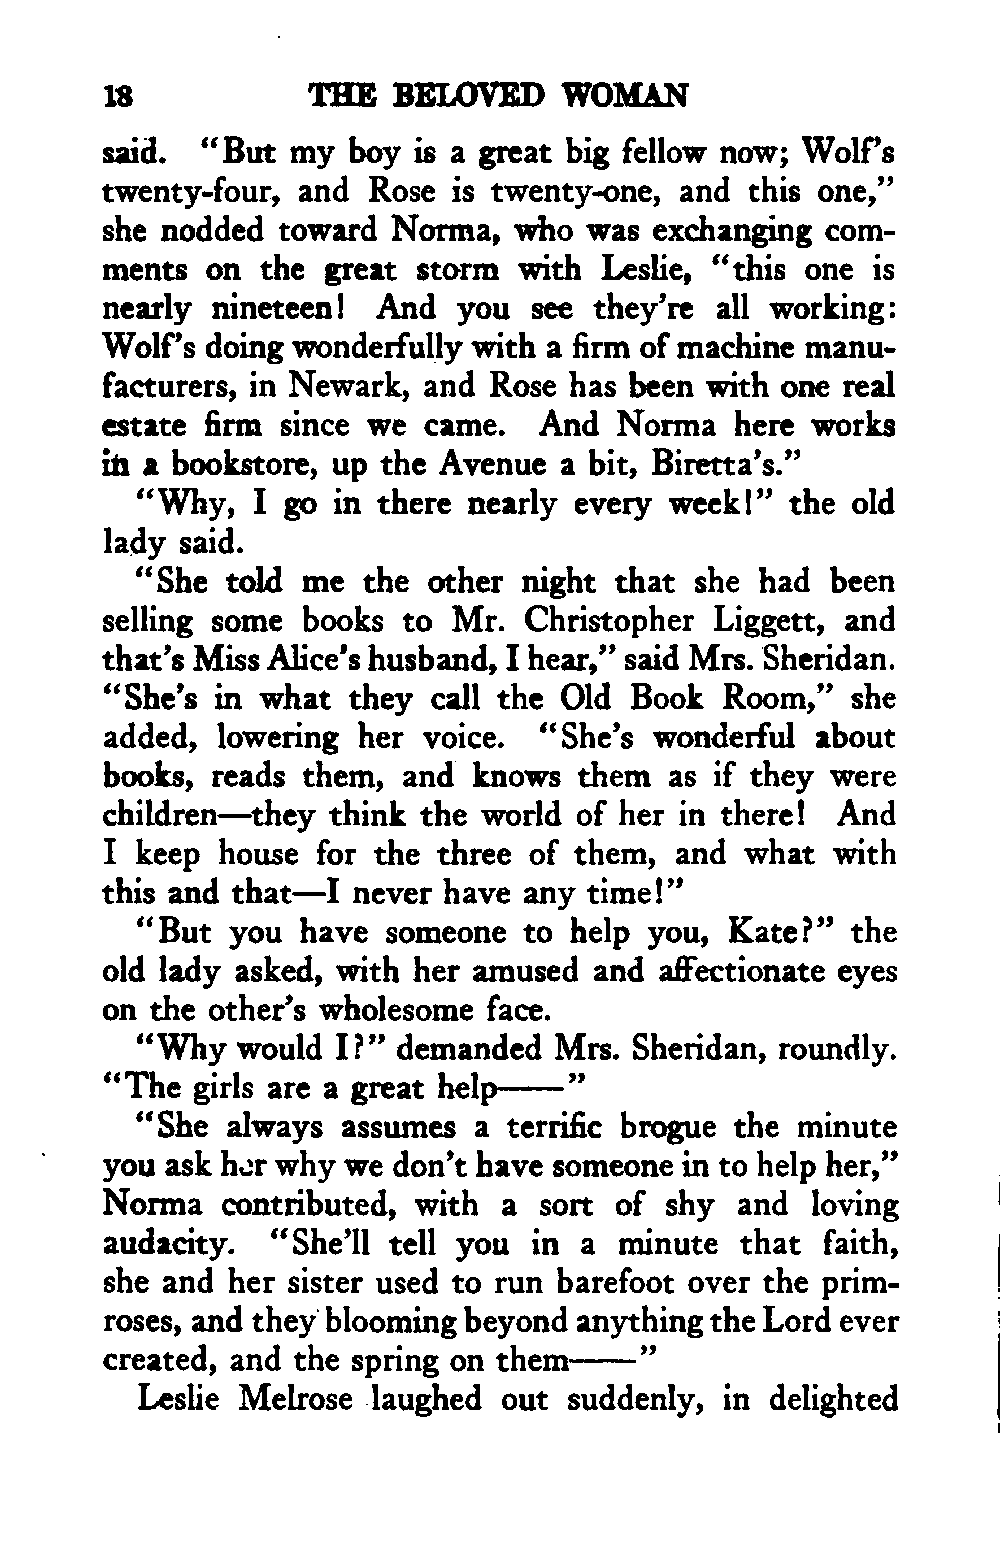 18 THE BELOVED WOMAN
said. “But my boy is a great big fellow now; Wolf’s
twenty-four, and Rose is twenty-one, and this one,”
she nodded toward Norma, who was exchanging com-
ments on the great storm with Leslie, “this one is
nearly nineteen! And you see they’re all working:
Wolf’s doing wonderfully with a firm of machine manu-
facturers, in Newark, and Rose has been with one real
estate firm since we came. And Norma here works
in a bookstore, up the Avenue a bit, Biretta’s.”
“Why, I go in there nearly every week!” the old
lady said.
“She told me the other night that she had been
selling some books to Mr. Christopher Liggett, and
that’s Miss Alice’s husband, I hear,” said Mrs. Sheridan.
“She’s in what they call the Old Book Room,” she
added, lowering her voice. “She’s wonderful about
books, reads them, and knows them as if they were
children—they think the world of her in there! And
I keep house for the three of them, and what with
this and that—I never have any time!”
“But you have someone to help you, Kate?” the
old lady asked, with her amused and affectionate eyes
on the other’s wholesome face.
“Why would I?” demanded Mrs. Sheridan, roundly.
“The girls are a great help——”
“She always assumes a terrific brogue the minute
you ask her why we don’t have someone in to help her,”
Norma contributed, with a sort of shy and loving
audacity. “She’ll tell you in a minute that faith,
she and her sister used to run barefoot over the prim-
roses, and they blooming beyond anything the Lord ever
created, and the spring on them——”
Leslie Melrose laughed out suddenly, in delighted